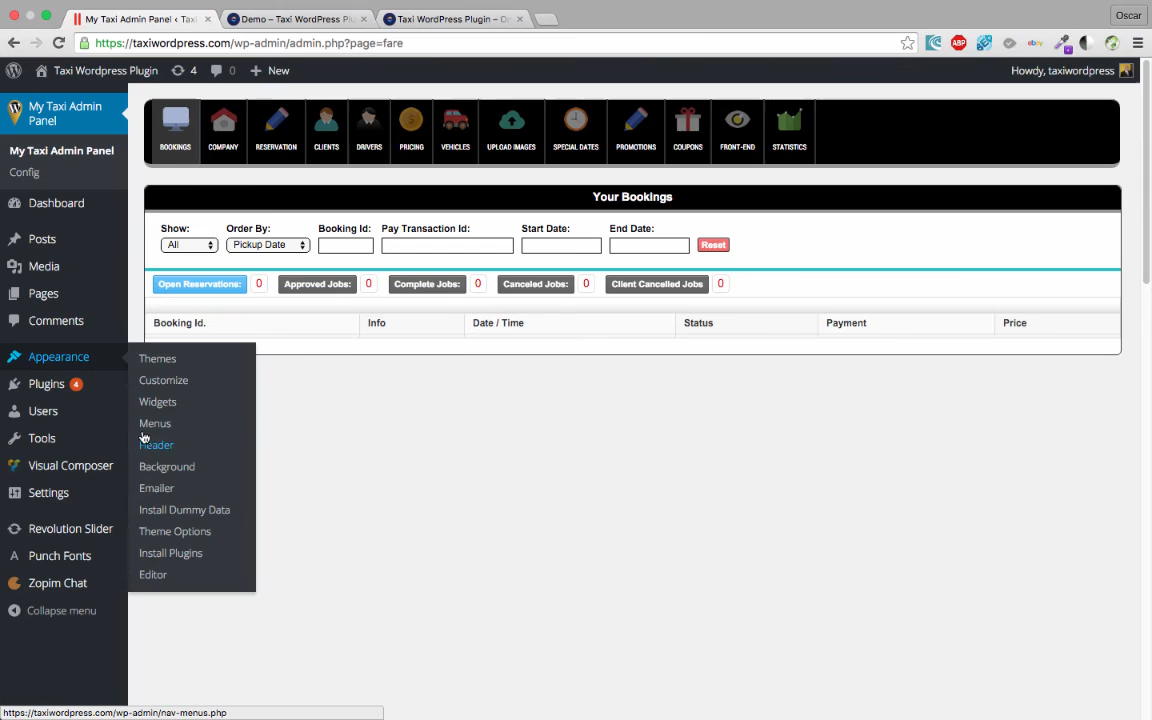 My Taxi Admin Panel ‹ Taxi
Demo – Taxi WordPress Plu
Taxi WordPress Plugin – On
Oscar
https://taxiwordpress.com/wp-admin/admin.php?page=fare
ABP
ebay
Taxi Wordpress Plugin
4
0
New
Howdy, taxiwordpress
My Taxi Admin
Panel
My Taxi Admin Panel
Config
Dashboard
Posts
Media
Pages
Comments
Appearance
Plugins 4
Users
Tools
Visual Composer
Settings
Revolution Slider
Punch Fonts
Zopim Chat
Collapse menu
Themes
Customize
Widgets
Menus
Header
Background
Emailer
Install Dummy Data
Theme Options
Install Plugins
Editor
BOOKINGS
COMPANY
RESERVATION
CLIENTS
DRIVERS
PRICING
VEHICLES
UPLOAD IMAGES
SPECIAL DATES
PROMOTIONS
COUPONS
FRONT-END
STATISTICS
Your Bookings
Show: Order By: Booking Id: Pay Transaction Id: Start Date: End Date:
All Pickup Date Reset
Open Reservations: 0 Approved Jobs: 0 Complete Jobs: 0 Canceled Jobs: 0 Client Cancelled Jobs 0
Booking Id. Info Date / Time Status Payment Price
https://taxiwordpress.com/wp-admin/nav-menus.php